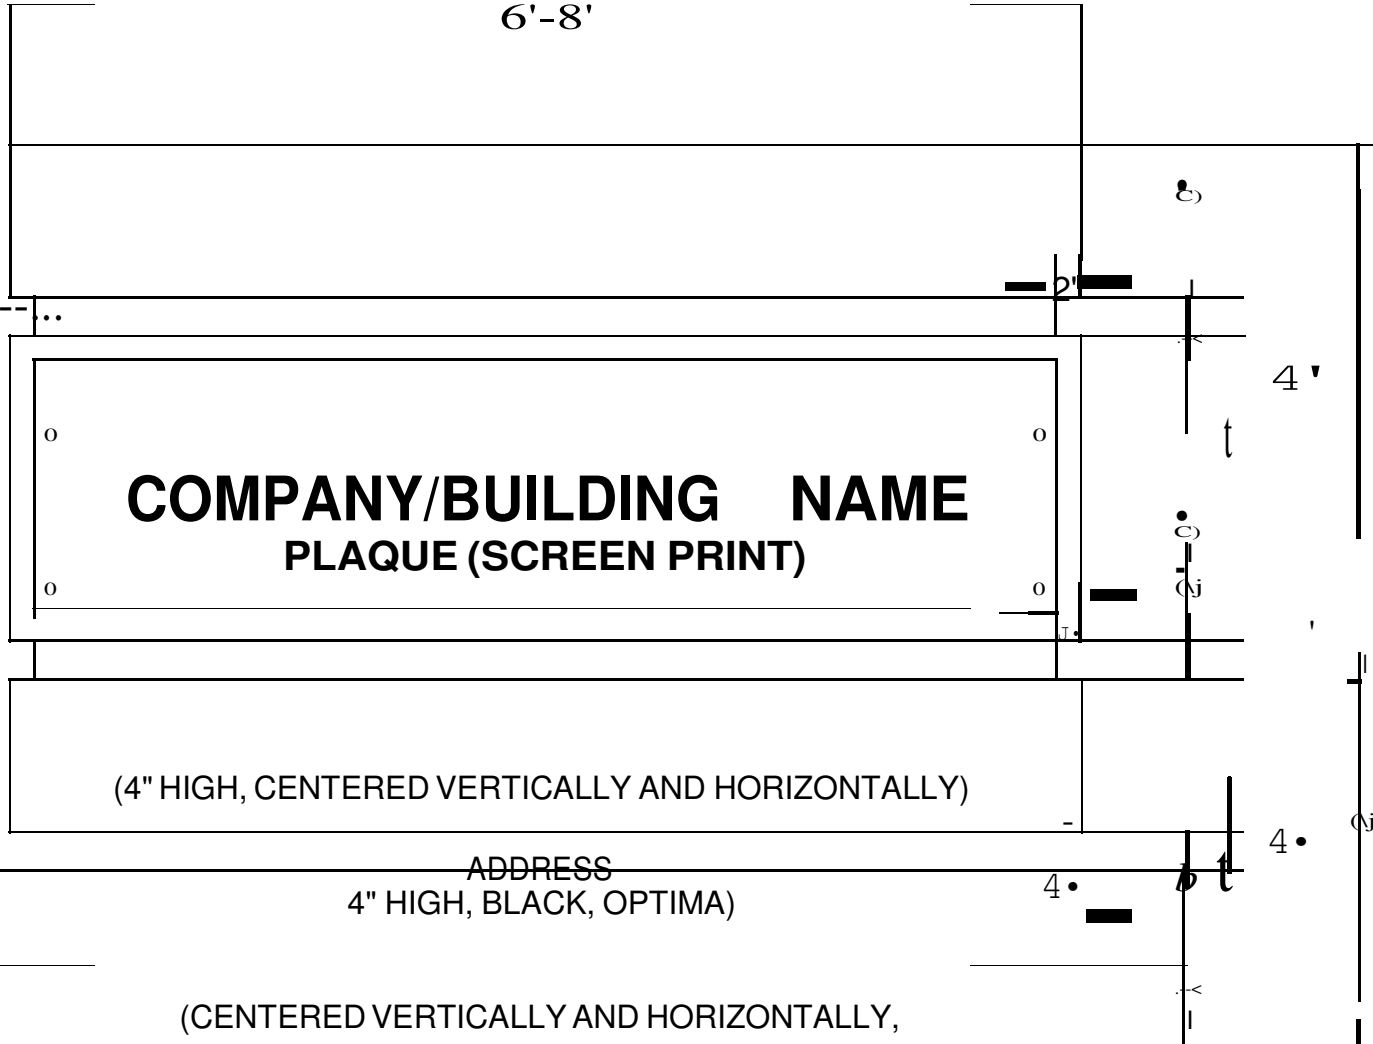 6'-8'
2'
4'
o o
COMPANY/BUILDING NAME
PLAQUE (SCREEN PRINT)
o o
(4" HIGH, CENTERED VERTICALLY AND HORIZONTALLY)
4•
ADDRESS
4•
4" HIGH, BLACK, OPTIMA)
(CENTERED VERTICALLY AND HORIZONTALLY,